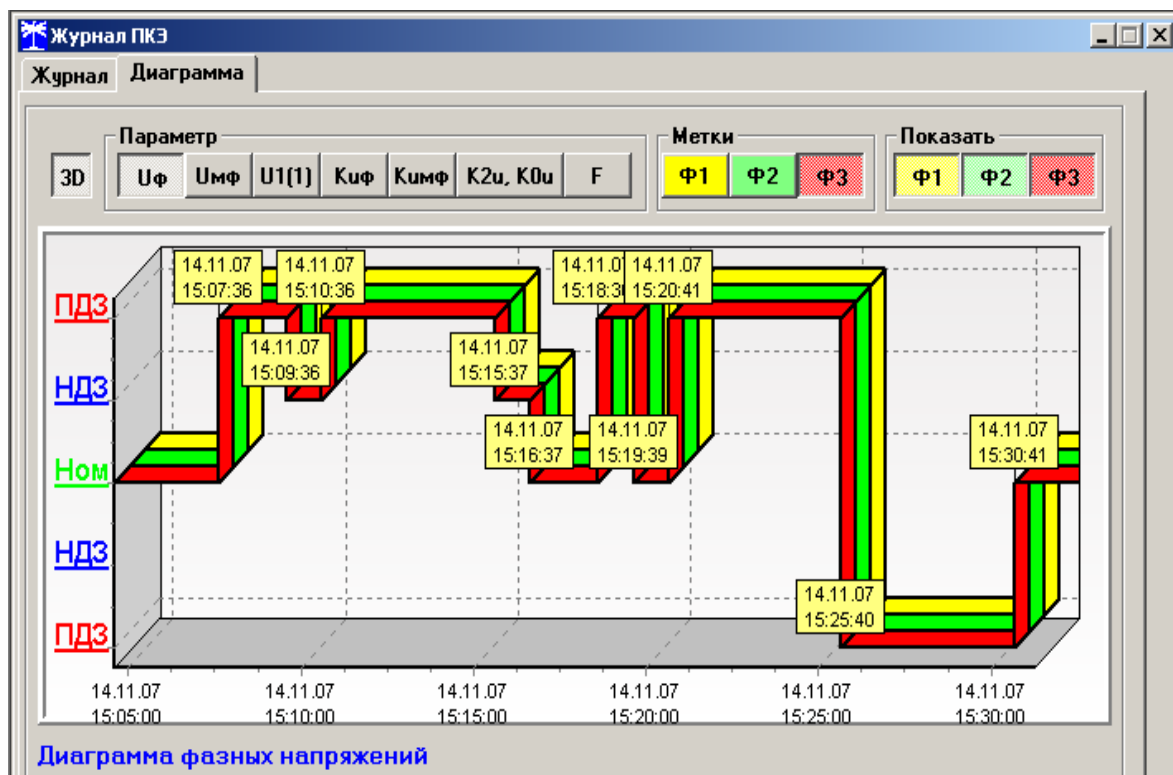 Журнал ПКЭ
Журнал Диаграмма
Параметр Метки Показать
3D Uф Uмф U1(1) Kuф Kuмф K2u, K0u F Ф1 Ф2 Ф3 Ф1 Ф2 Ф3
14.11.07 14.11.07 14.11.07
15:07:36 15:10:36 15:20:41
ПДЗ
14.11.07 14.11.07
15:09:36 15:15:37
НДЗ
14.11.07 14.11.07 14.11.07
15:16:37 15:19:39 15:30:41
Ном
НДЗ
14.11.07
15:25:40
ПДЗ
14.11.07 14.11.07 14.11.07 14.11.07 14.11.07 14.11.07
15:05:00 15:10:00 15:15:00 15:20:00 15:25:00 15:30:00
Диаграмма фазных напряжений